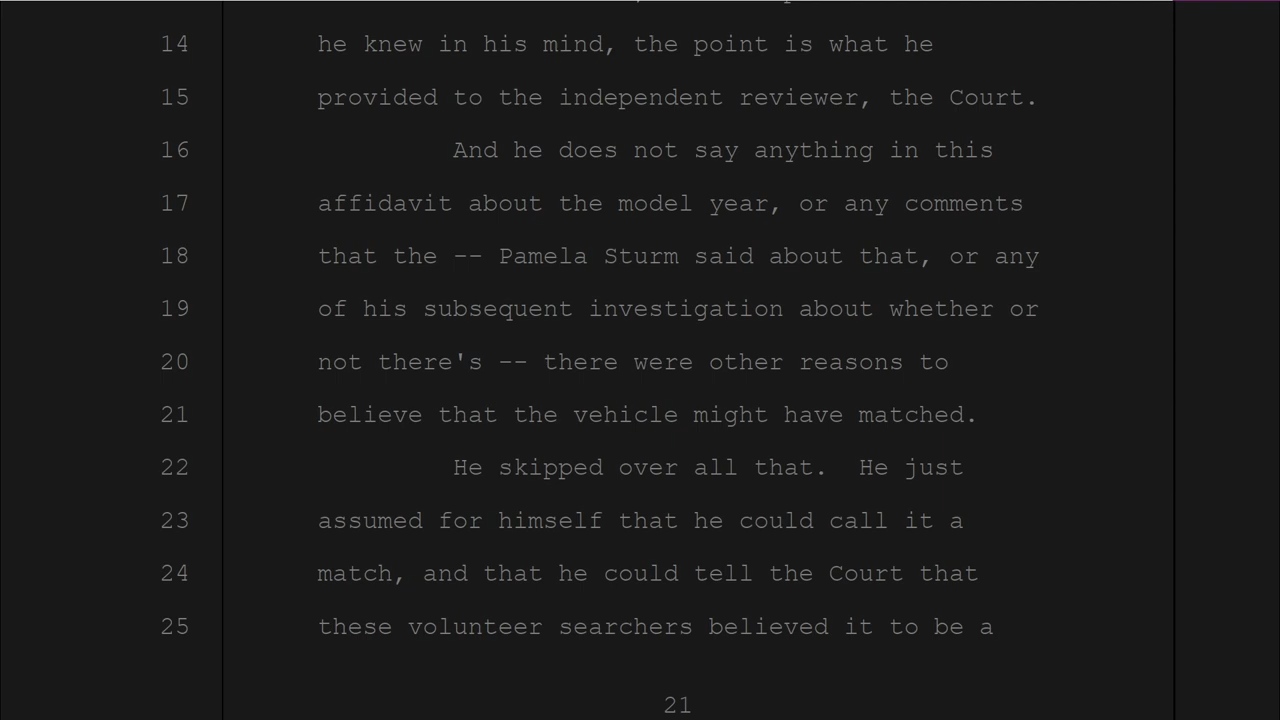 14 he knew in his mind, the point is what he
15 provided to the independent reviewer, the Court.
16 And he does not say anything in this
17 affidavit about the model year, or any comments
18 that the -- Pamela Sturm said about that, or any
19 of his subsequent investigation about whether or
20 not there's -- there were other reasons to
21 believe that the vehicle might have matched.
22 He skipped over all that.  He just
23 assumed for himself that he could call it a
24 match, and that he could tell the Court that
25 these volunteer searchers believed it to be a
21